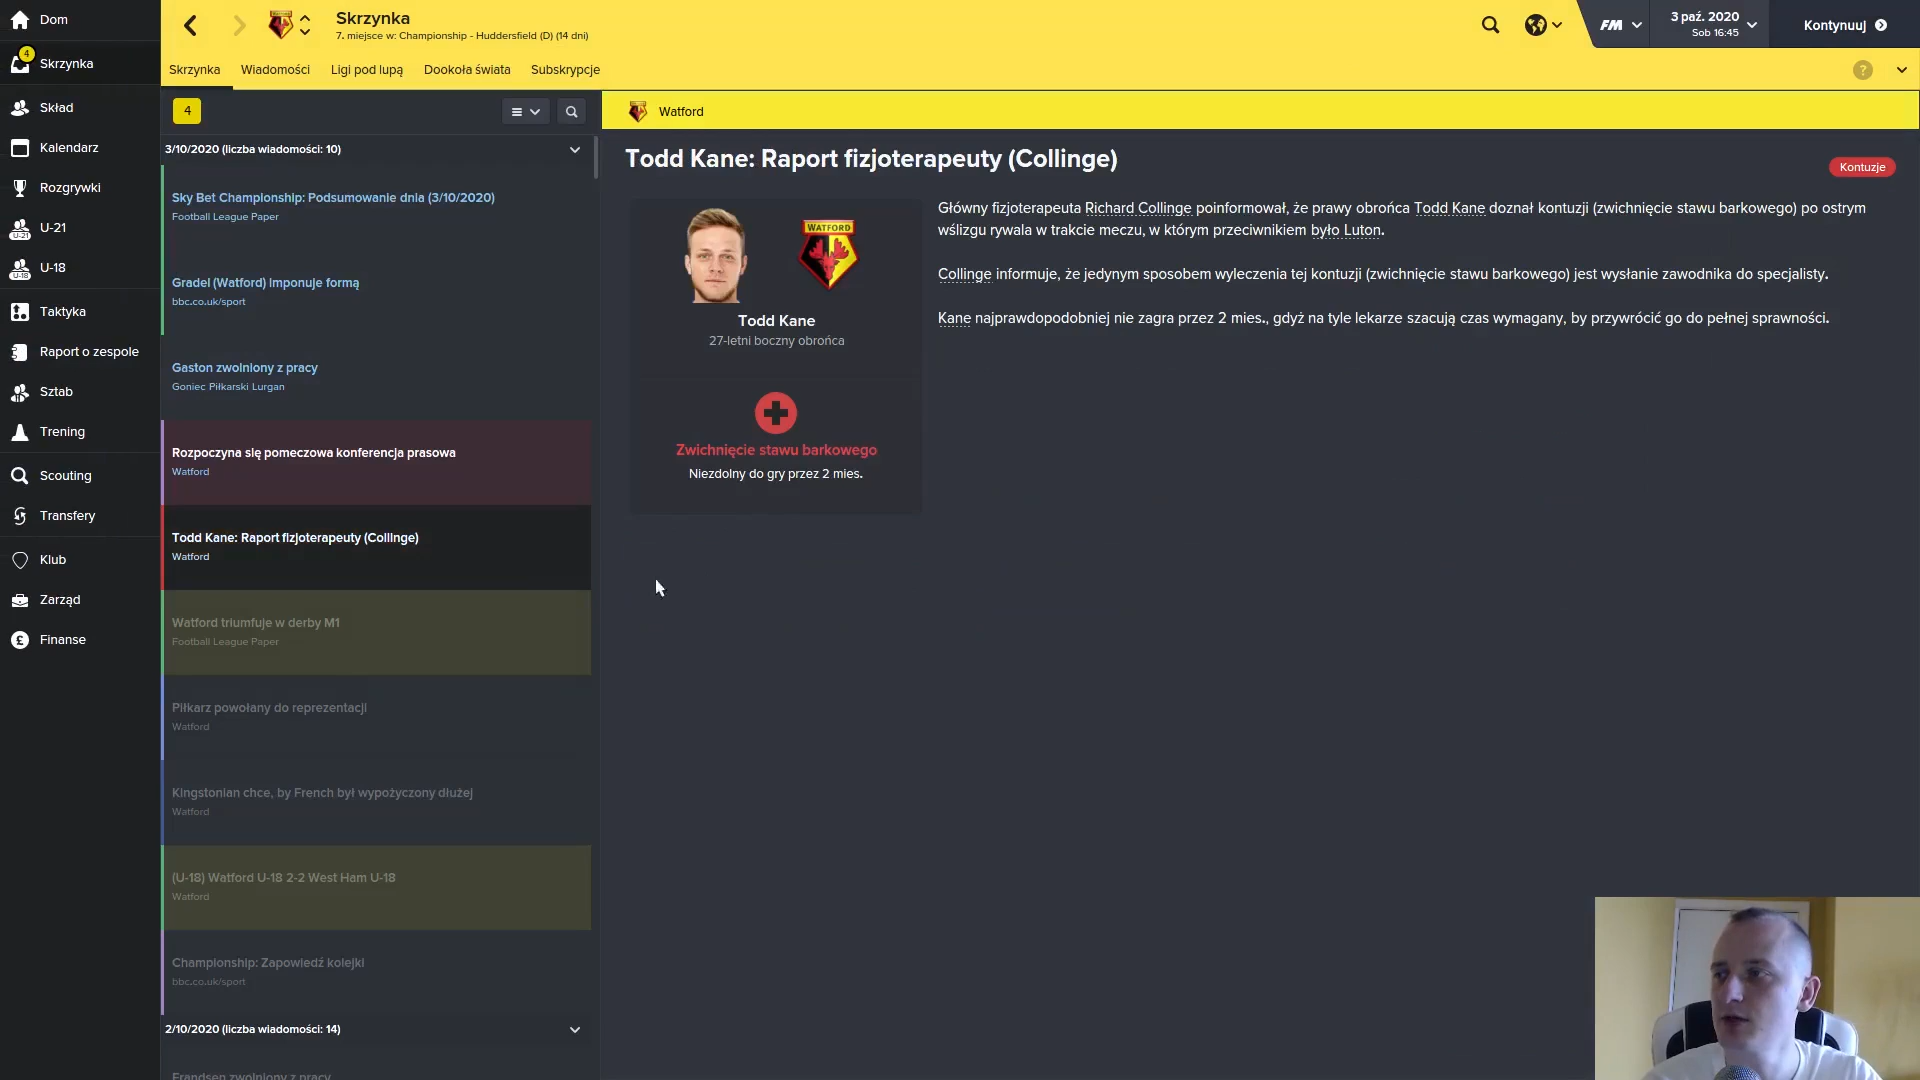 Dom
4
Skrzynka
Skład
Kalendarz
Rozgrywki
U-21
U-21
U-18
U-18
Taktyka
Raport o zespole
Sztab
Trening
Scouting
Transfery
Klub
Zarząd
Finanse
Skrzynka
7. miejsce w: Championship - Huddersfield (D) (14 dni)
FM
3 paź. 2020
Sob 16:45
Kontynuuj
Skrzynka
Wiadomości
Ligi pod lupą
Dookoła świata
Subskrypcje
?
4
3/10/2020 (liczba wiadomości: 10)
Sky Bet Championship: Podsumowanie dnia (3/10/2020)
Football League Paper
Gradel (Watford) imponuje formą
bbc.co.uk/sport
Gaston zwolniony z pracy
Goniec Piłkarski Lurgan
Rozpoczyna się pomeczowa konferencja prasowa
Watford
Todd Kane: Raport fizjoterapeuty (Collinge)
Watford
Watford triumfuje w derby M1
Football League Paper
Piłkarz powołany do reprezentacji
Watford
Kingstonian chce, by French był wypożyczony dłużej
Watford
(U-18) Watford U-18 2-2 West Ham U-18
Watford
Championship: Zapowiedź kolejki
bbc.co.uk/sport
2/10/2020 (liczba wiadomości: 14)
Frandsen zwolniony z pracy
Watford
Todd Kane: Raport fizjoterapeuty (Collinge)
Kontuzje
WATFORD
Todd Kane
27-letni boczny obrońca
Zwichnięcie stawu barkowego
Niezdolny do gry przez 2 mies.
Główny fizjoterapeuta Richard Collinge poinformował, że prawy obrońca Todd Kane doznał kontuzji (zwichnięcie stawu barkowego) po ostrym
wślizgu rywala w trakcie meczu, w którym przeciwnikiem było Luton.
Collinge informuje, że jedynym sposobem wyleczenia tej kontuzji (zwichnięcie stawu barkowego) jest wysłanie zawodnika do specjalisty.
Kane najprawdopodobniej nie zagra przez 2 mies., gdyż na tyle lekarze szacują czas wymagany, by przywrócić go do pełnej sprawności.